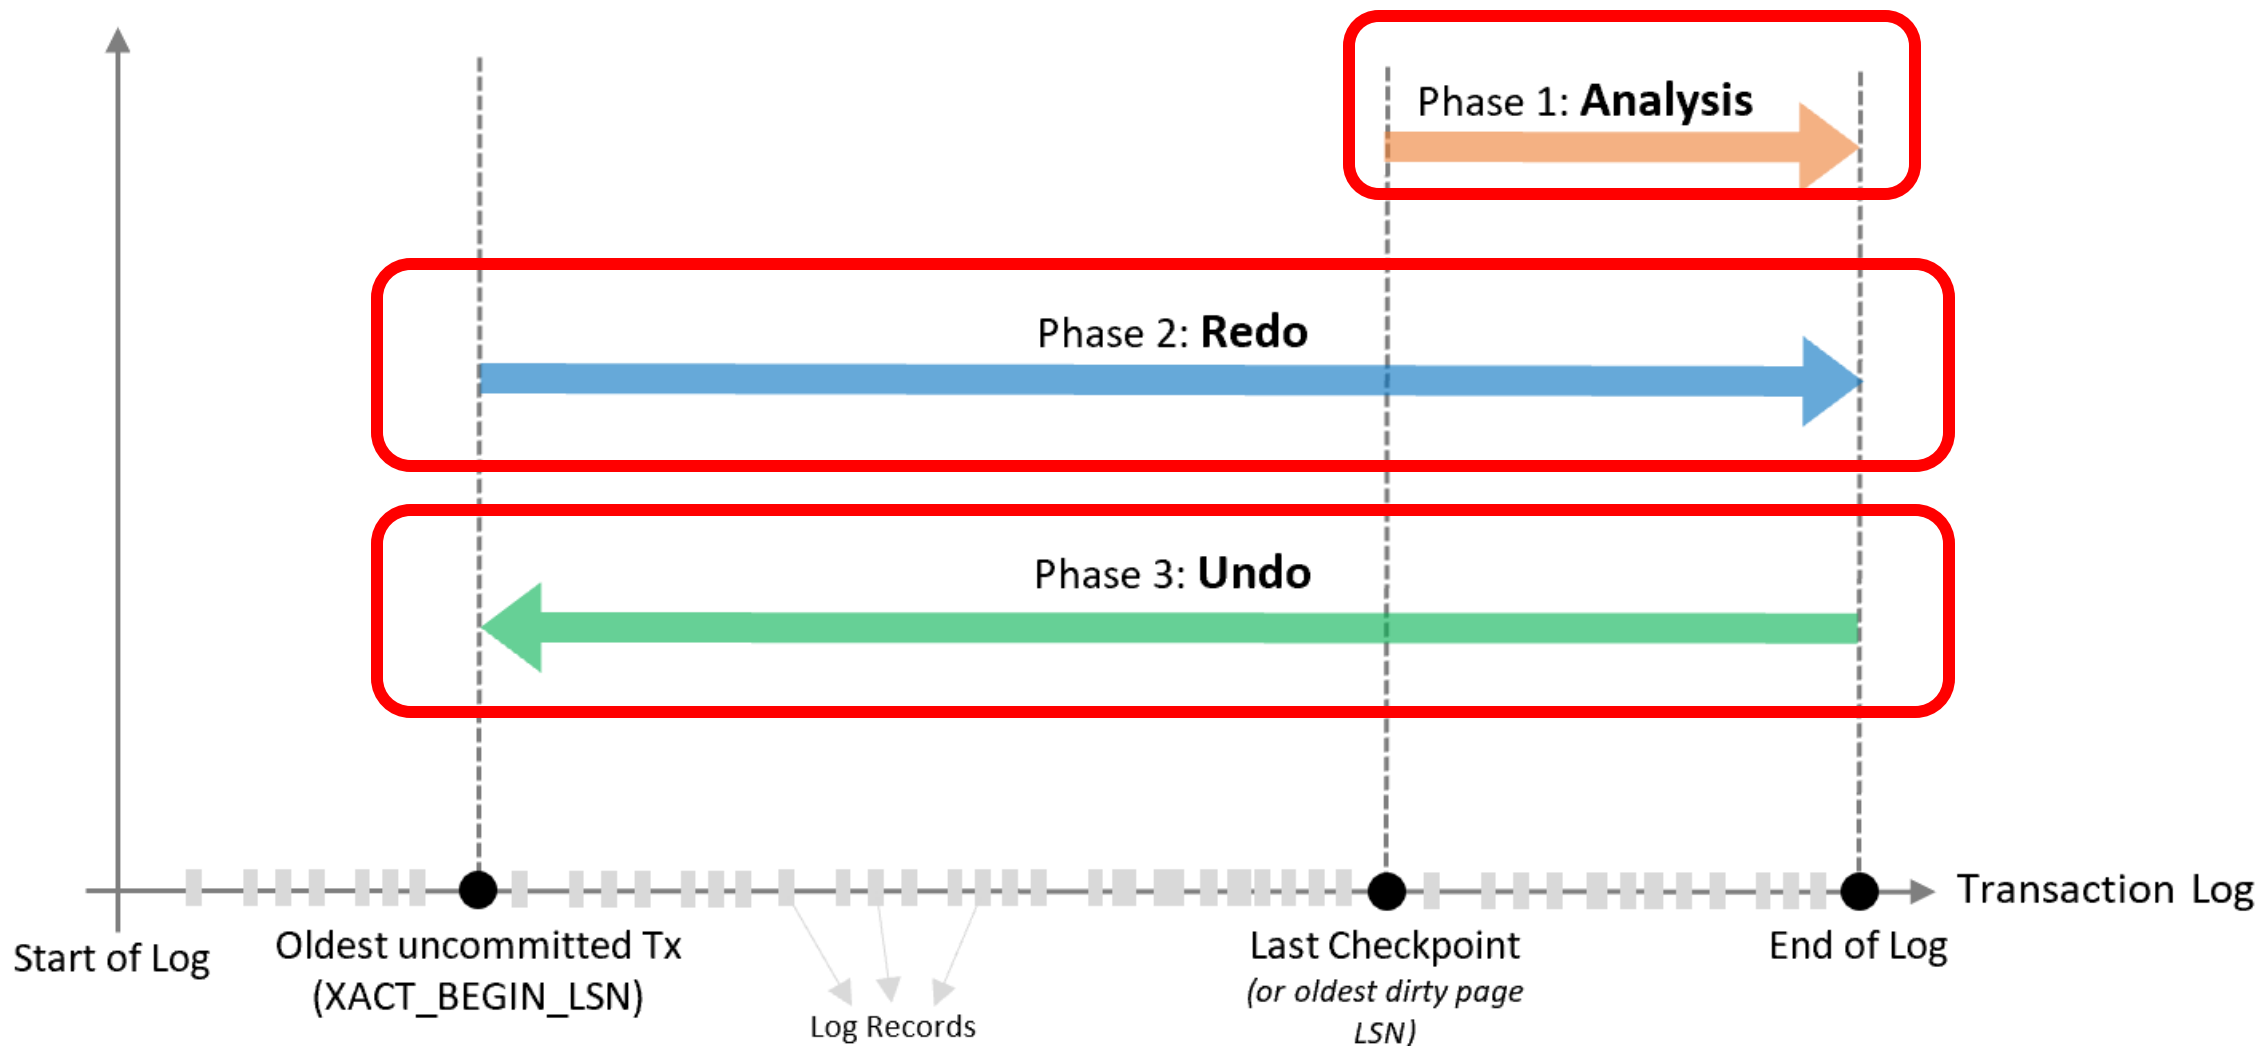 Phase 1: Analysis
Phase 2: Redo
Phase 3: Undo
Transaction Log
Start of Log
Oldest uncommitted Tx
(XACT_BEGIN_LSN)
Log Records
Last Checkpoint
(or oldest dirty page
LSN)
End of Log